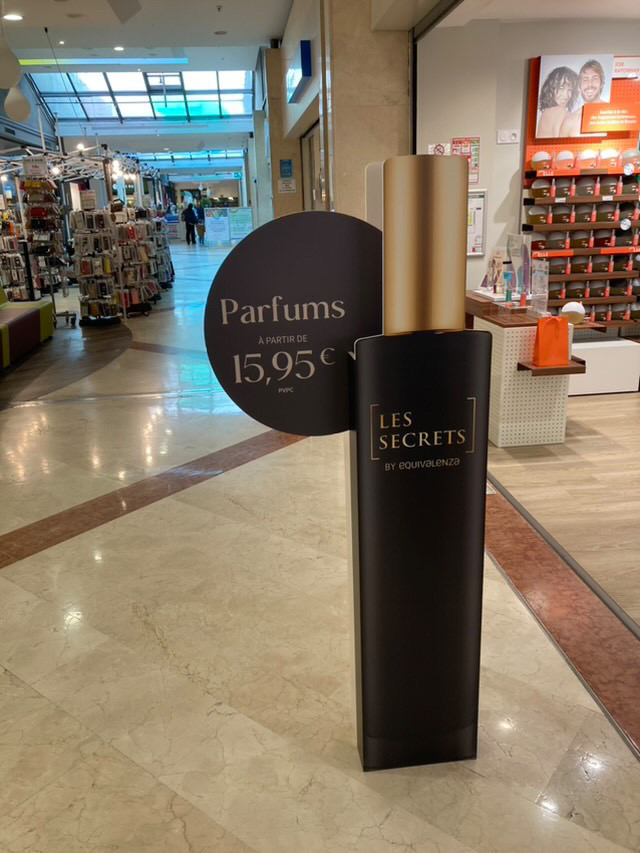 Parfums
À PARTIR DE
15,95€
PVPC
[LES
SECRETS]
BY equivalenza